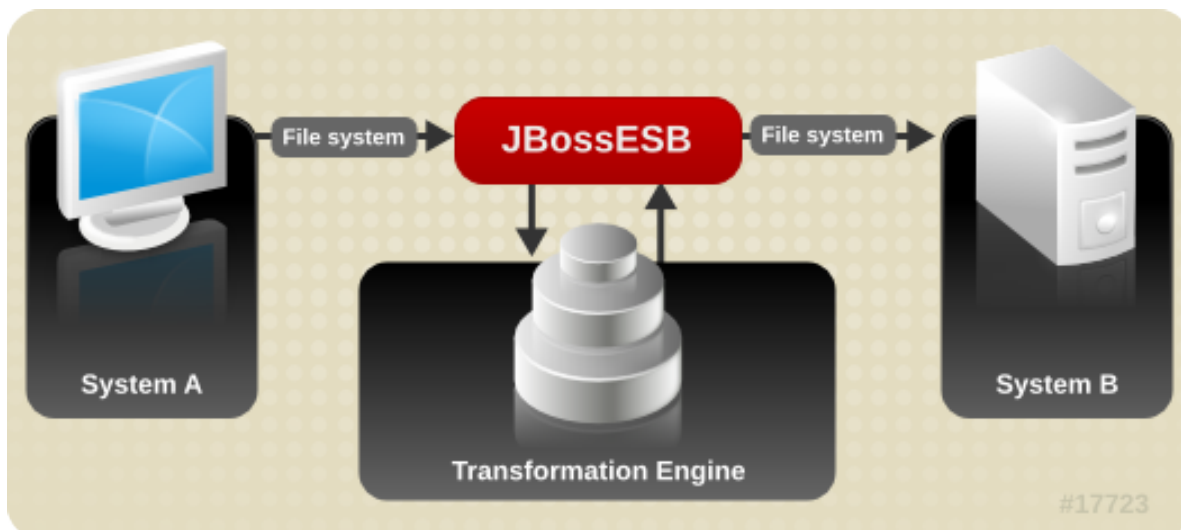 File system
JBossESB
File system
System A
System B
Transformation Engine
#17723